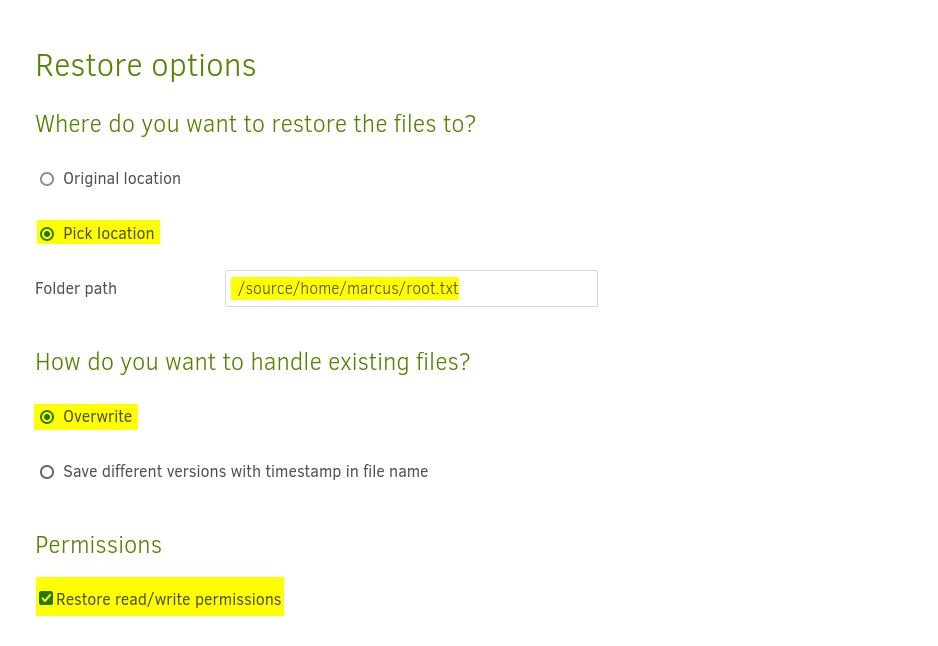 Restore options
Where do you want to restore the files to?
Original location
Pick location
Folder path /source/home/marcus/root.txt
How do you want to handle existing files?
Overwrite
Save different versions with timestamp in file name
Permissions
Restore read/write permissions